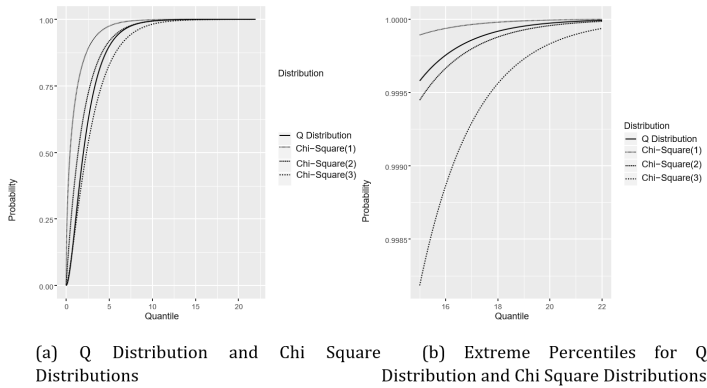 1.00
0.75
0.50
0.25
0.00
Probability
0 5 10 15 20
Quantile
Distribution
Q Distribution
Chi−Square(1)
Chi−Square(2)
Chi−Square(3)
1.0000
0.9995
0.9990
0.9985
Probability
16 18 20 22
Quantile
Distribution
Q Distribution
Chi−Square(1)
Chi−Square(2)
Chi−Square(3)
(a) Q Distribution and Chi Square
Distributions
(b) Extreme Percentiles for Q
Distribution and Chi Square Distributions